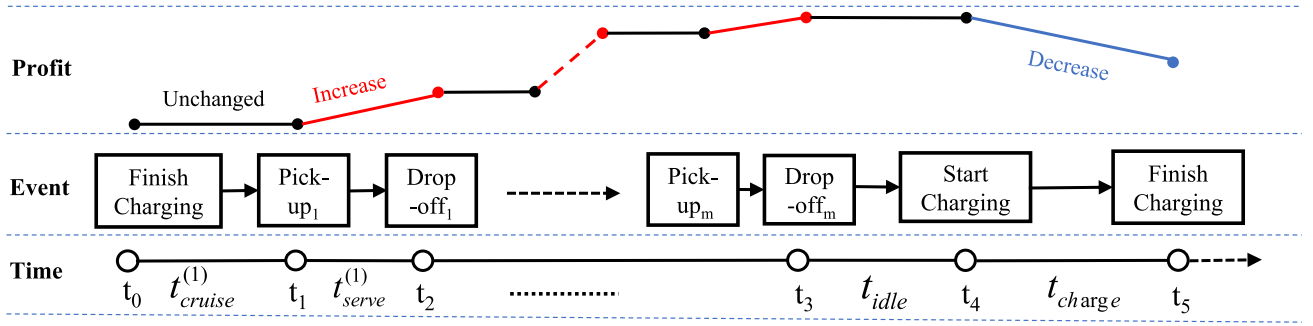 Profit
Unchanged
Increase
Decrease
Event
Finish
Charging
Pick-
up₁
Drop
-off₁
Pick-
upₘ
Drop
-offₘ
Start
Charging
Finish
Charging
Time
t₀
t⁽¹⁾cruise
t₁
t⁽¹⁾serve
t₂
t₃
tidle
t₄
tcharge
t₅